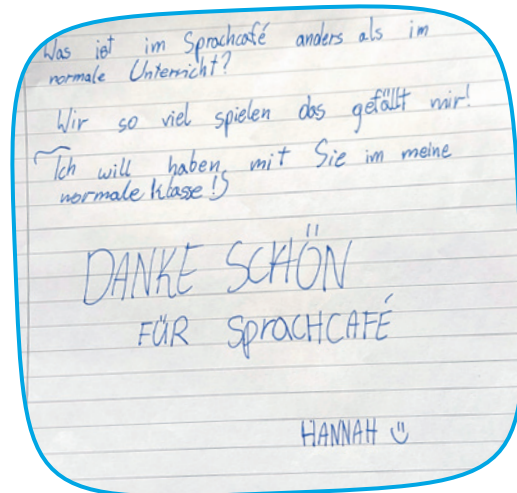 Was ist im Sprachcafé anders als im
normale Unterricht?
Wir so viel spielen das gefällt mir!
Ich will haben mit Sie im meine
normale Klasse!
DANKE SCHÖN
FÜR SprACHCAFÉ
HANNAH